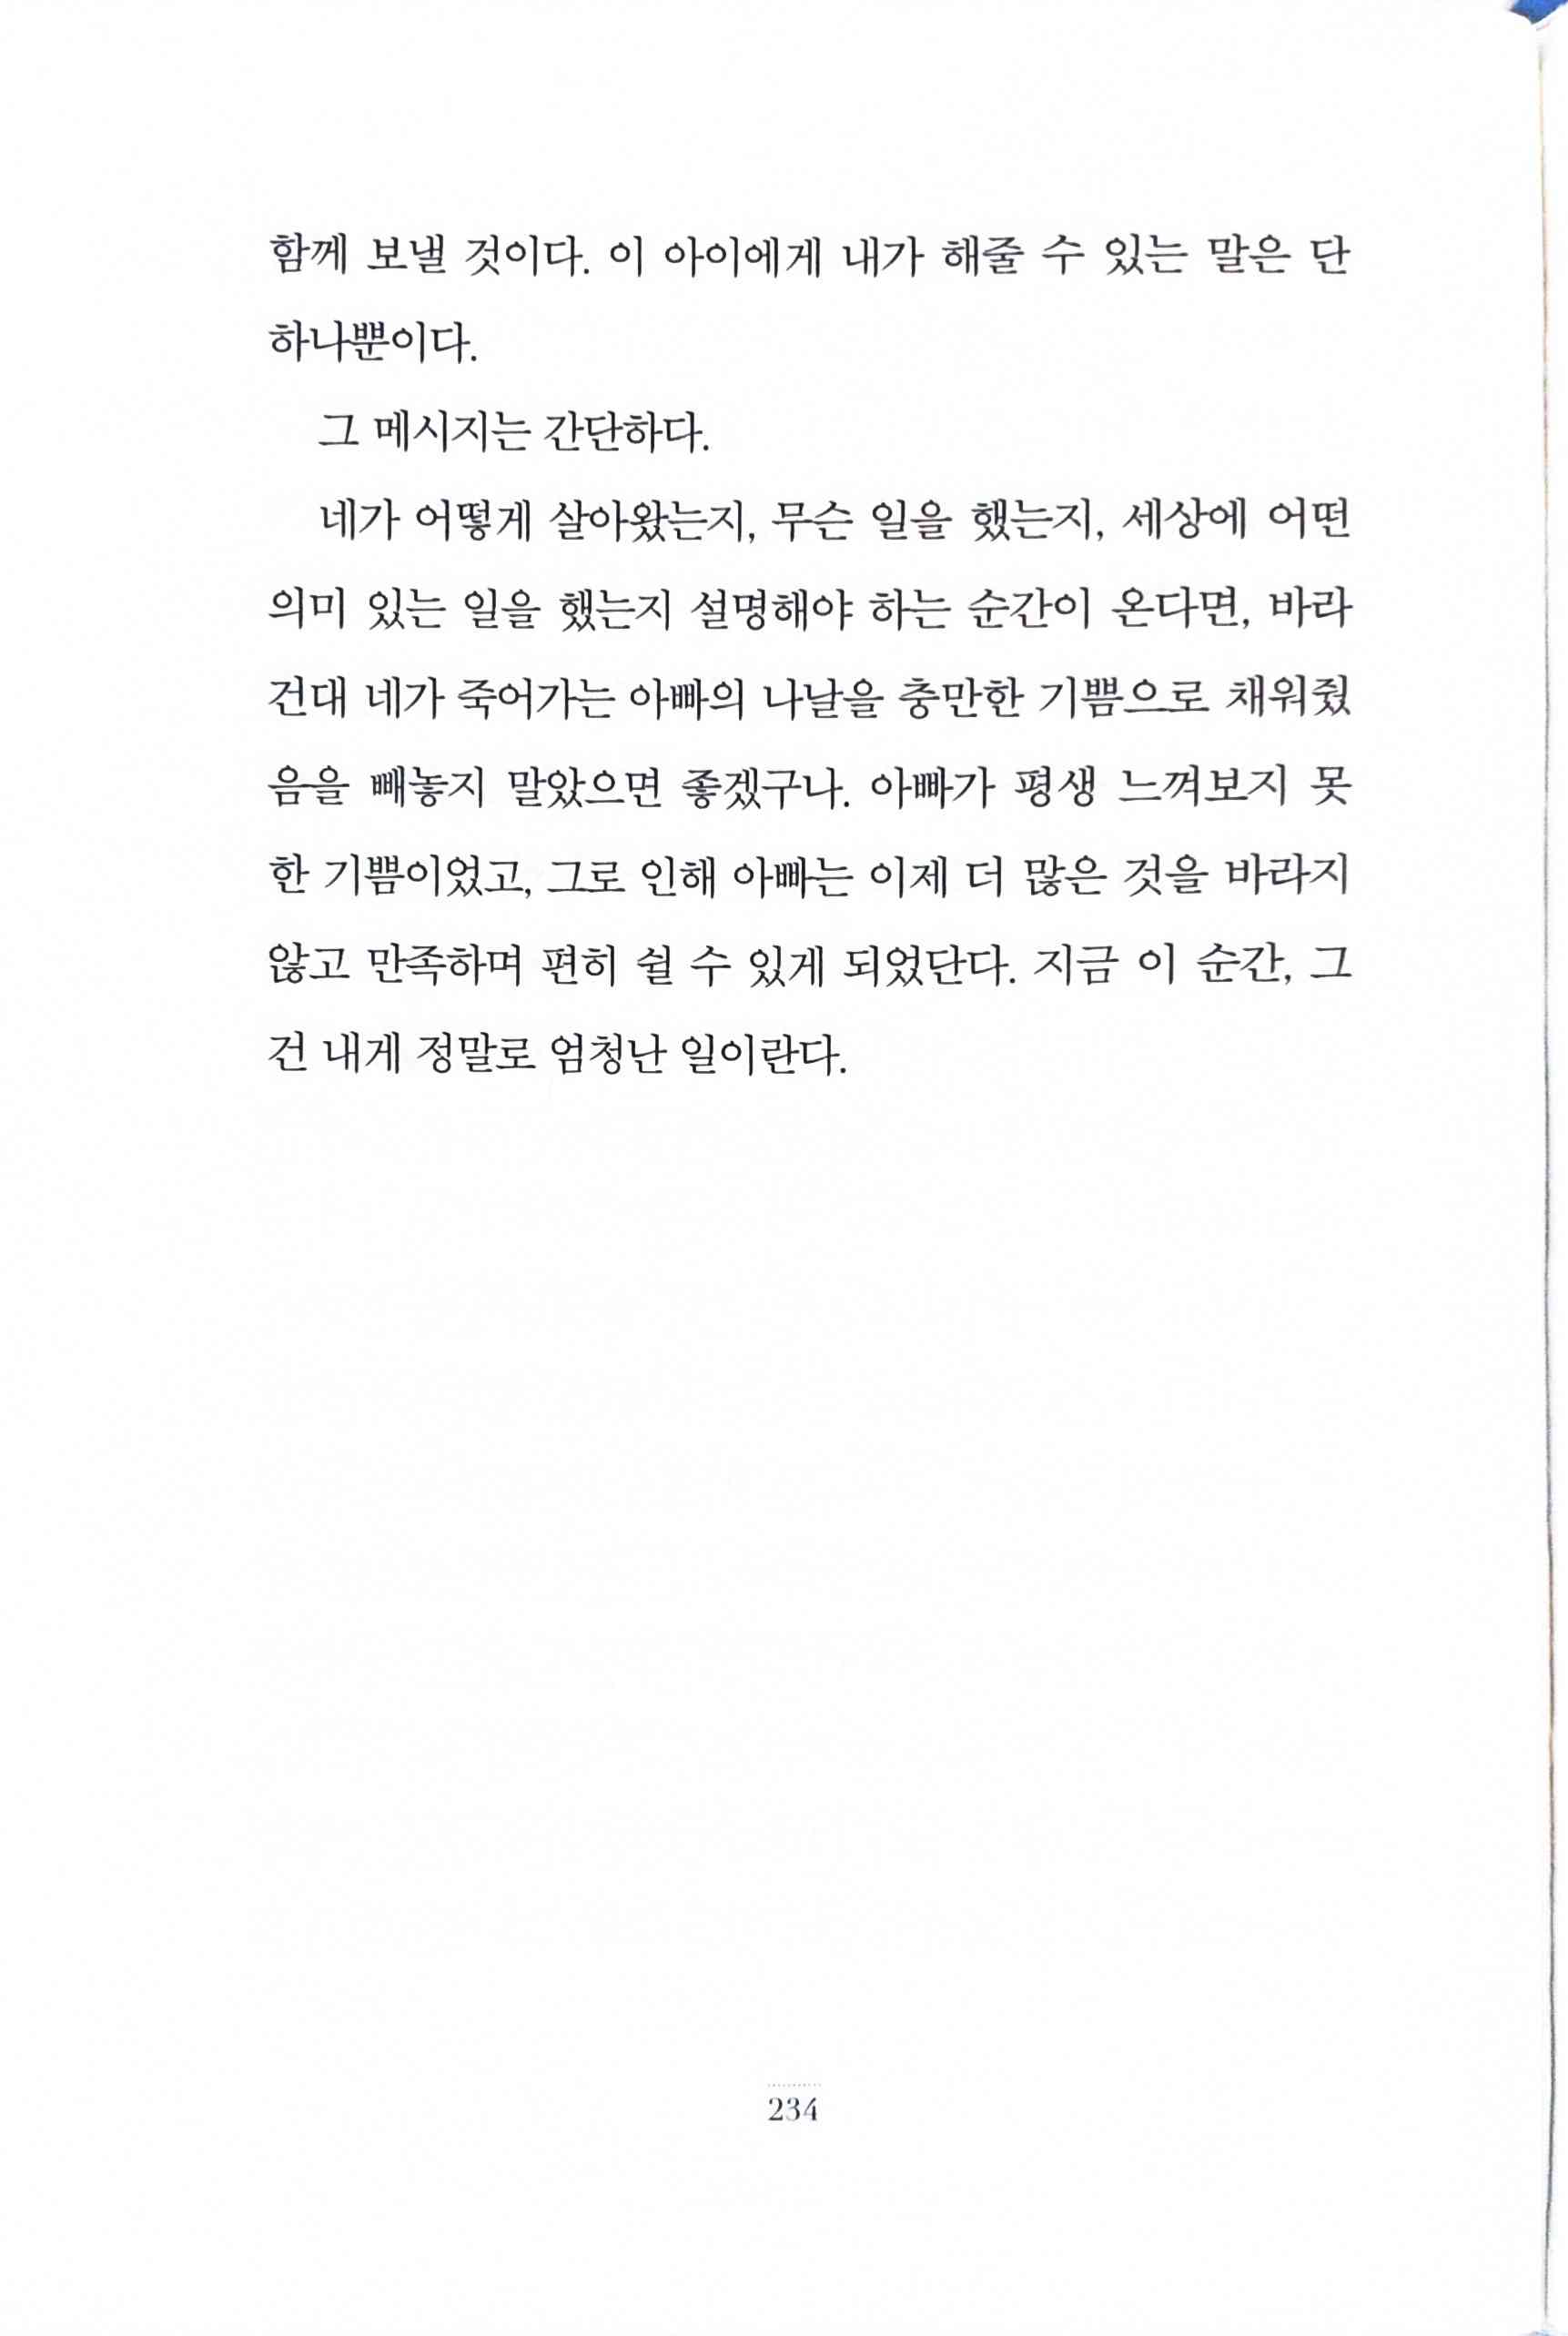 함께 보낼 것이다. 이 아이에게 내가 해줄 수 있는 말은 단
하나뿐이다.
그 메시지는 간단하다.
네가 어떻게 살아왔는지, 무슨 일을 했는지, 세상에 어떤
의미 있는 일을 했는지 설명해야 하는 순간이 온다면, 바라
건대 네가 죽어가는 아빠의 나날을 충만한 기쁨으로 채워줬
음을 빼놓지 말았으면 좋겠구나. 아빠가 평생 느껴보지 못
한 기쁨이었고, 그로 인해 아빠는 이제 더 많은 것을 바라지
않고 만족하며 편히 쉴 수 있게 되었단다. 지금 이 순간, 그
건 내게 정말로 엄청난 일이란다.
234